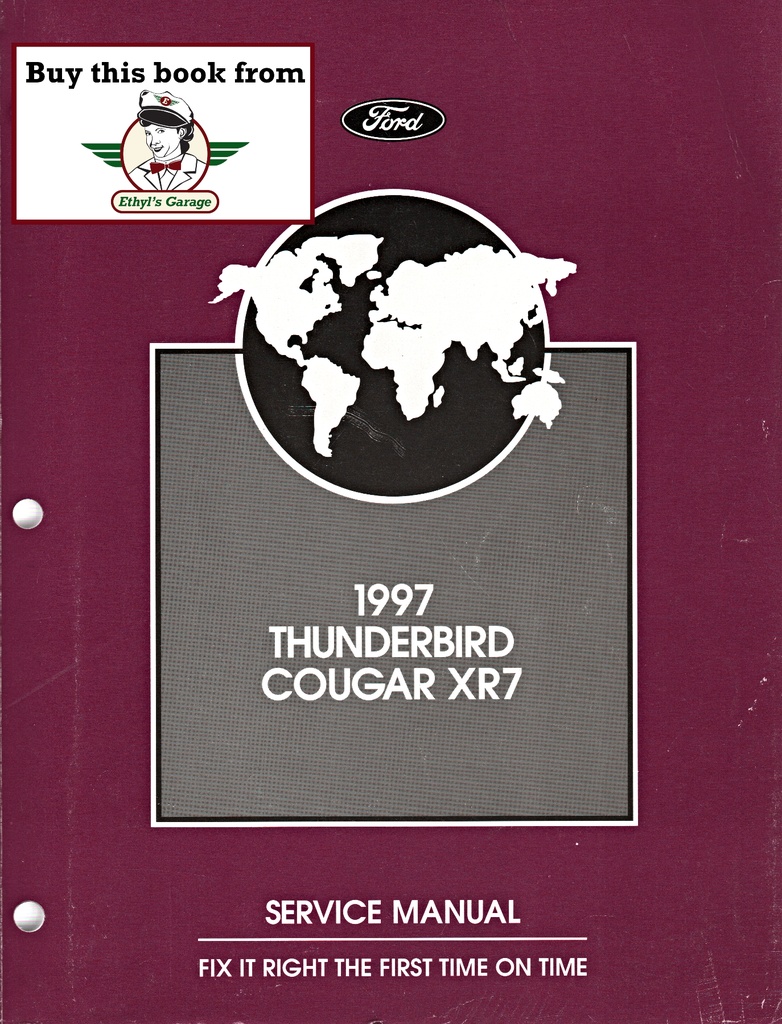 Buy this book from
E
Ethyl's Garage
Ford
1997
THUNDERBIRD
COUGAR XR7
SERVICE MANUAL
FIX IT RIGHT THE FIRST TIME ON TIME